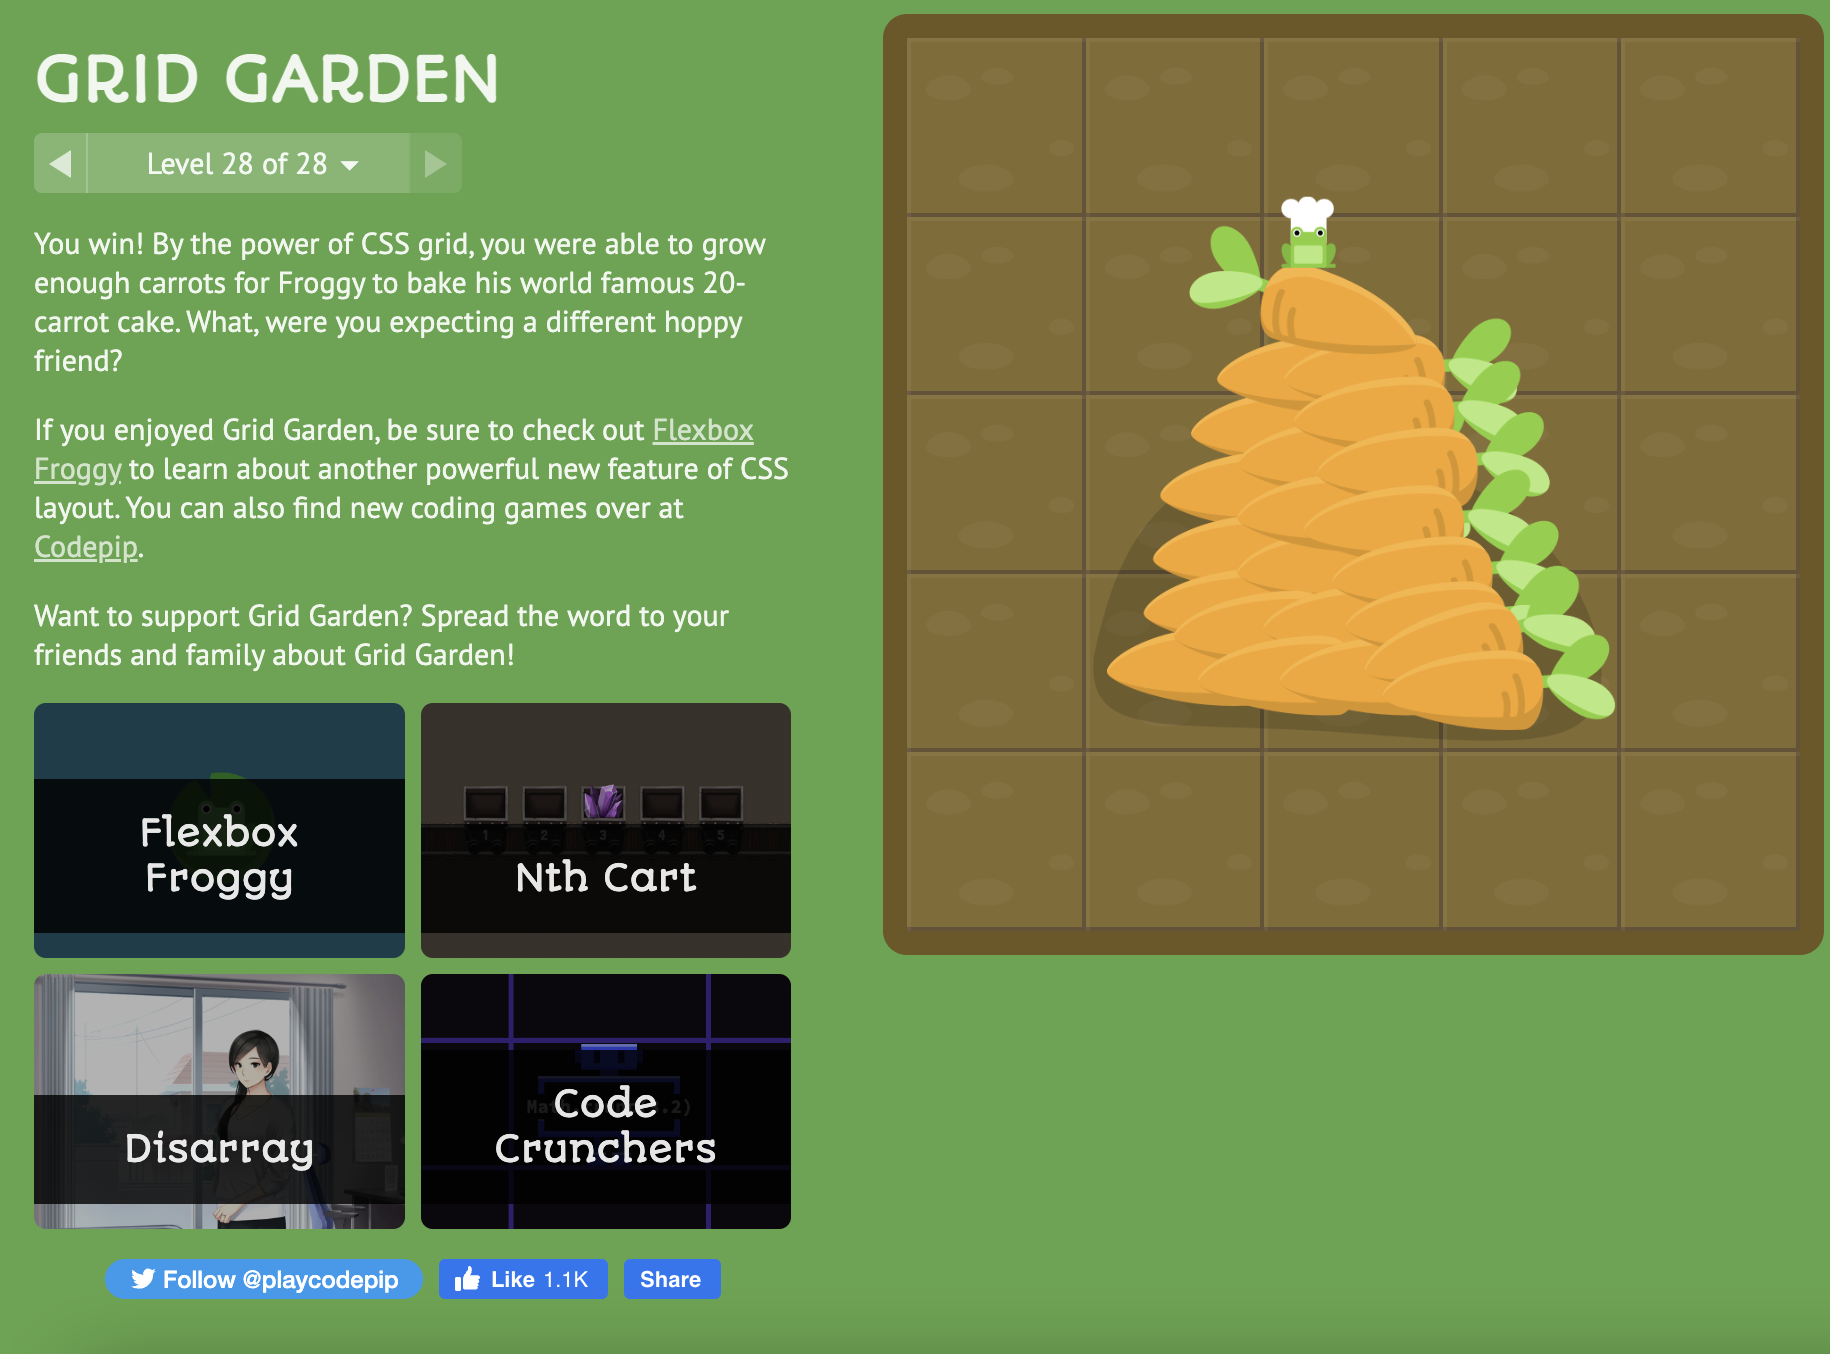 GRID GARDEN
Level 28 of 28
You win! By the power of CSS grid, you were able to grow
enough carrots for Froggy to bake his world famous 20-
carrot cake. What, were you expecting a different hoppy
friend?
If you enjoyed Grid Garden, be sure to check out Flexbox
Froggy to learn about another powerful new feature of CSS
layout. You can also find new coding games over at
Codepip.
Want to support Grid Garden? Spread the word to your
friends and family about Grid Garden!
Flexbox
Froggy
1 2 3 4 5
Nth Cart
Disarray
Code
Crunchers
Follow @playcodepip
Like 1.1K
Share